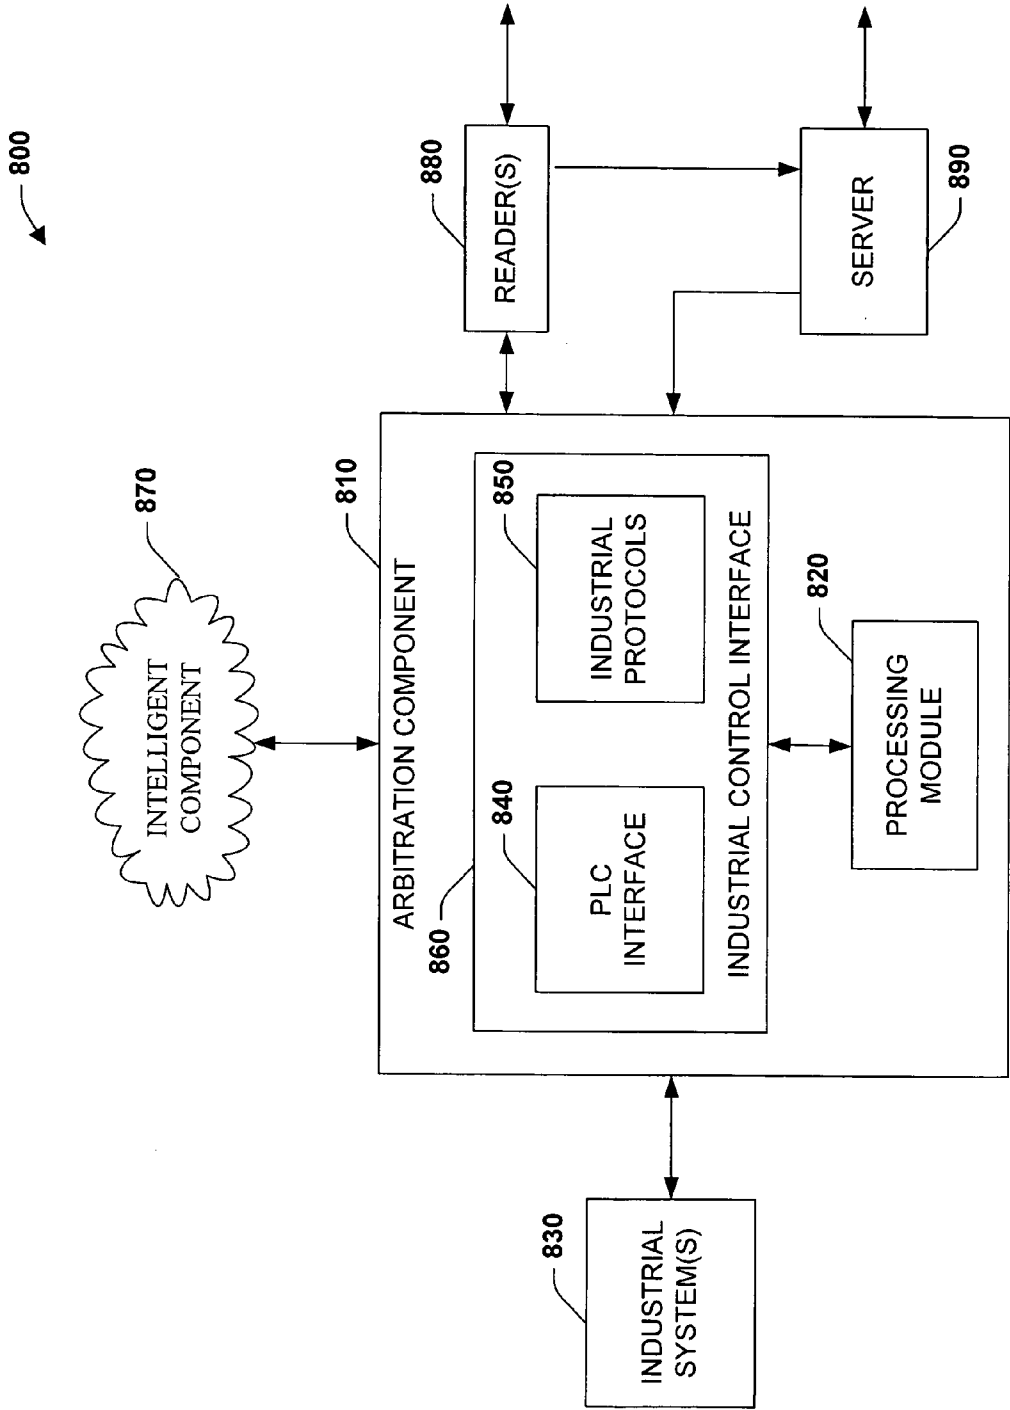 800
870
INTELLIGENT
COMPONENT
810
ARBITRATION COMPONENT
860
840
PLC
INTERFACE
850
INDUSTRIAL
PROTOCOLS
INDUSTRIAL CONTROL INTERFACE
820
PROCESSING
MODULE
830
INDUSTRIAL
SYSTEM(S)
880
READER(S)
SERVER
890